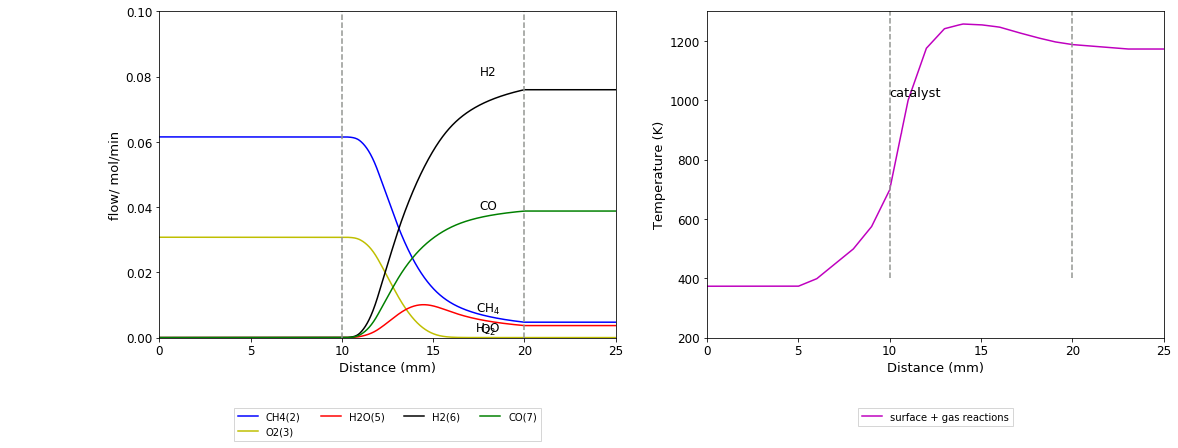 0.10
0.08
0.06
0.04
0.02
0.00
flow/ mol/min
H2
CO
CH4
H2O
O2
0 5 10 15 20 25
Distance (mm)
CH4(2) H2O(5) H2(6) CO(7)
O2(3)
1200
1000
800
600
400
200
Temperature (K)
catalyst
0 5 10 15 20 25
Distance (mm)
surface + gas reactions